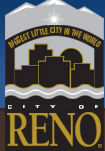 BIGGEST LITTLE CITY IN THE WORLD
CITY OF
RENO